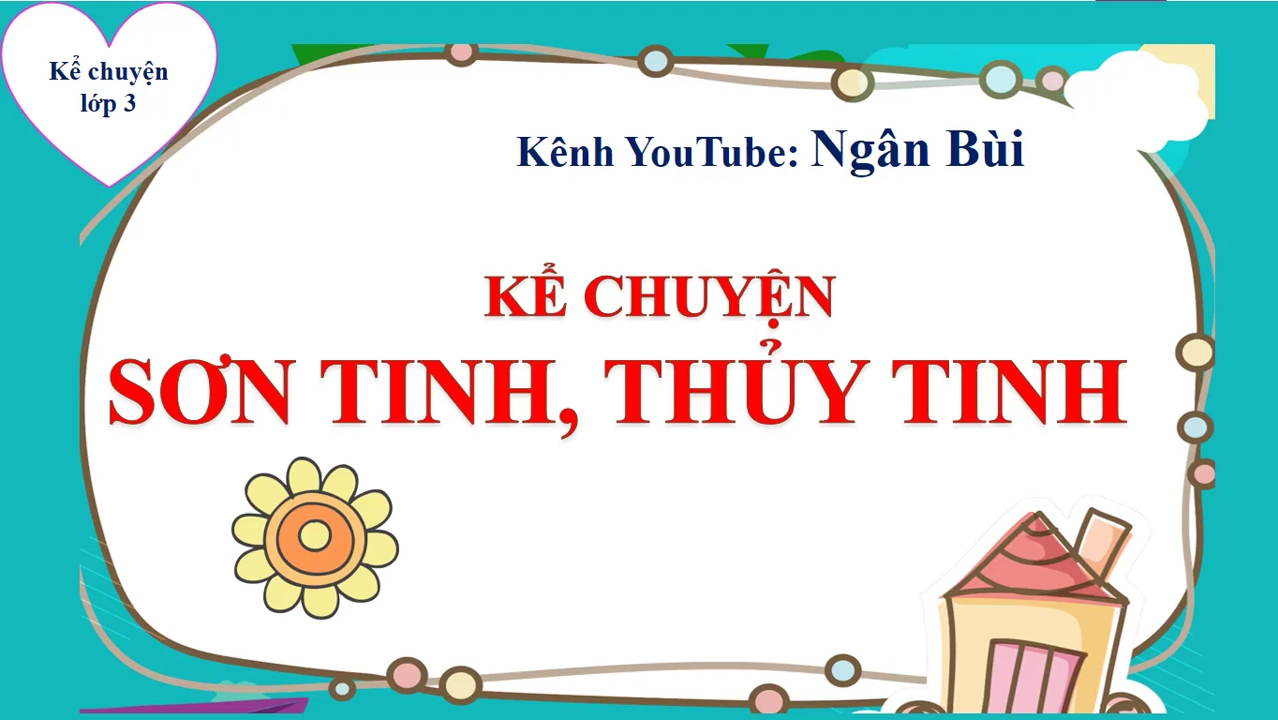 Kể chuyện
lớp 3
Kênh YouTube: Ngân Bùi
KỂ CHUYỆN
SƠN TINH, THỦY TINH